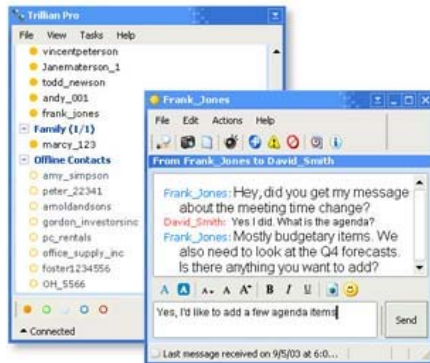 Trillian Pro
File View Tasks Help
vincentpeterson
Janematerson_1
todd_newson
andy_001
frank_jones
Family (1/1)
marcy_123
Offline Contacts
amy_simpson
peter_22341
arnoldandsons
gordon_investorsinc
pc_rentals
office_supply_inc
foster1234556
OH_5566
Connected
Frank_Jones
File Edit Actions Help
From Frank_Jones to David_Smith
Frank_Jones: Hey, did you get my message
about the meeting time change?
David_Smith: Yes I did. What is the agenda?
Frank_Jones: Mostly budgetary items. We
also need to look at the Q4 forecasts.
Is there anything you want to add?
A A A A A B I U
Yes, I'd like to add a few agenda items
Send
Last message received on 9/5/03 at 6:0...